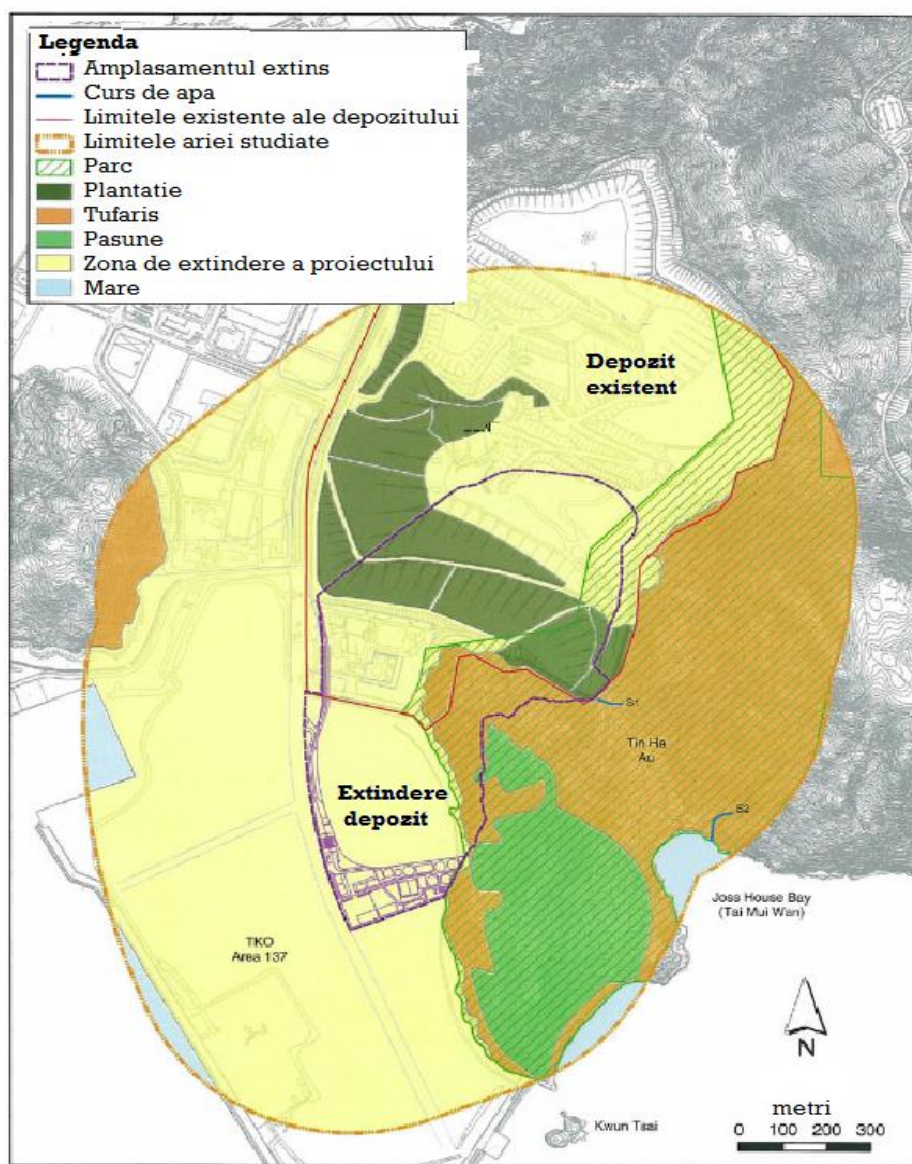 Legenda
Amplasamentul extins
Curs de apa
Limitele existente ale depozitului
Limitele ariei studiate
Parc
Plantatie
Tufaris
Pasune
Zona de extindere a proiectului
Mare
Depozit
existent
S1
Tin Ha
Extindere
depozit
S2
Joss House Bay
(Tai Mui Wan)
TKO
Area 137
N
Kwun Tsai
metri
0 100 200 300